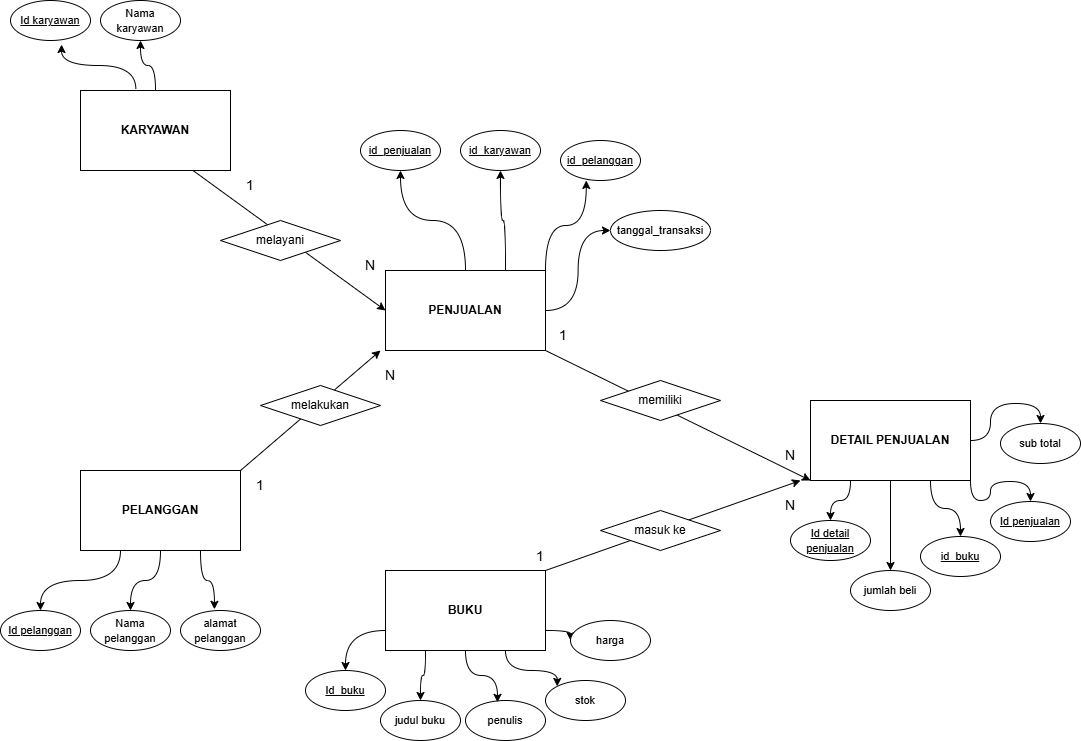 Id karyawan
Nama
karyawan
KARYAWAN
1
melayani
N
id_penjualan
id_karyawan
id_pelanggan
tanggal_transaksi
PENJUALAN
1
N
melakukan
1
memiliki
N
PELANGGAN
Id pelanggan
Nama
pelanggan
alamat
pelanggan
DETAIL PENJUALAN
sub total
Id penjualan
id_buku
jumlah beli
Id detail
penjualan
N
masuk ke
1
BUKU
harga
stok
penulis
judul buku
Id_buku